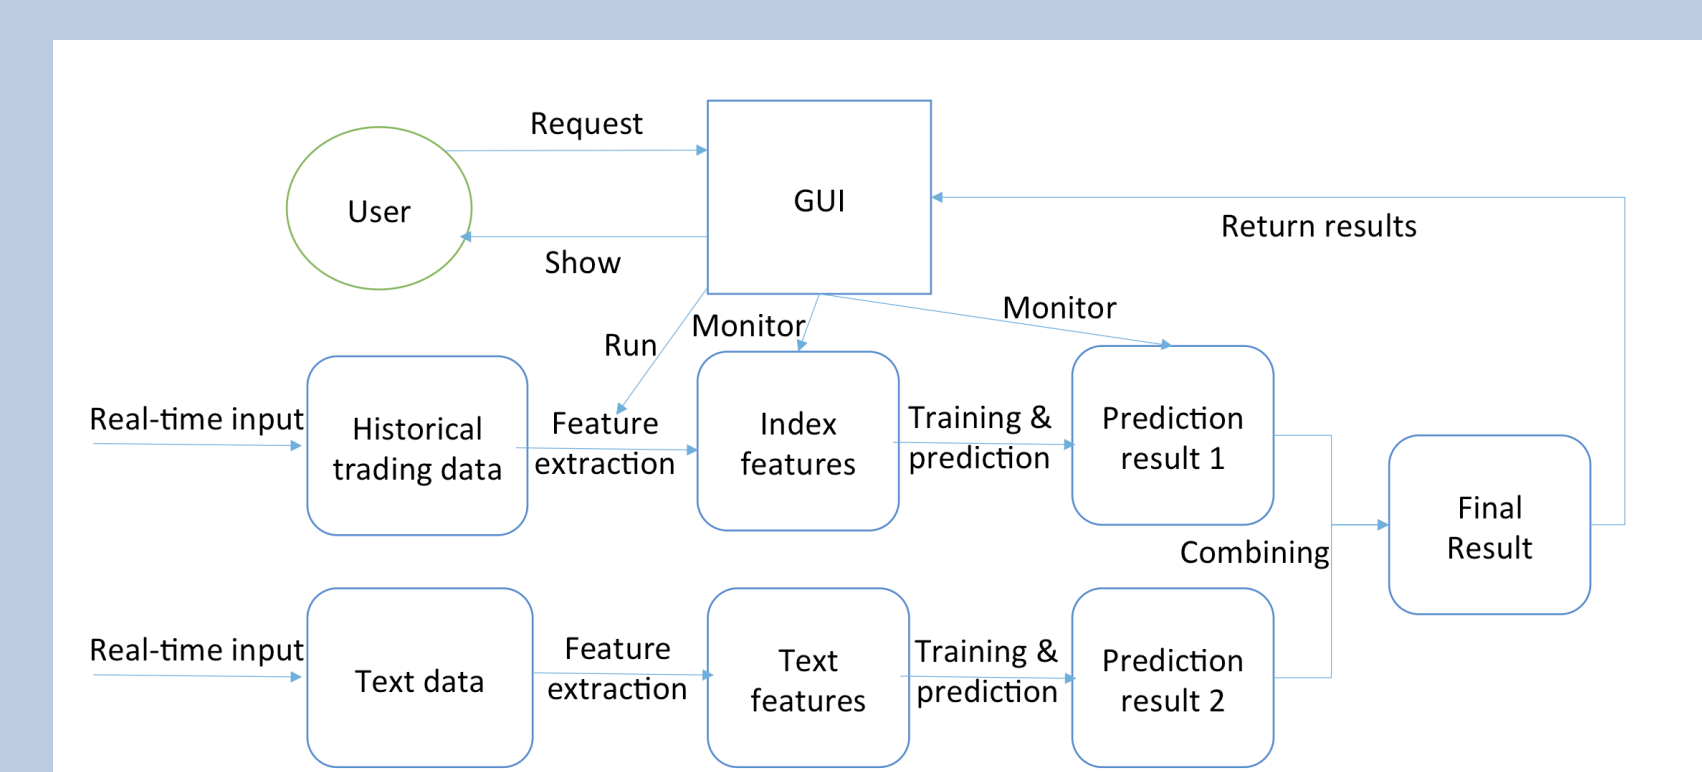 Request
User
GUI
Show
Return results
Run
Monitor
Monitor
Real-time input
Historical
trading data
Feature
extraction
Index
features
Training &
prediction
Prediction
result 1
Combining
Final
Result
Real-time input
Text data
Feature
extraction
Text
features
Training &
prediction
Prediction
result 2